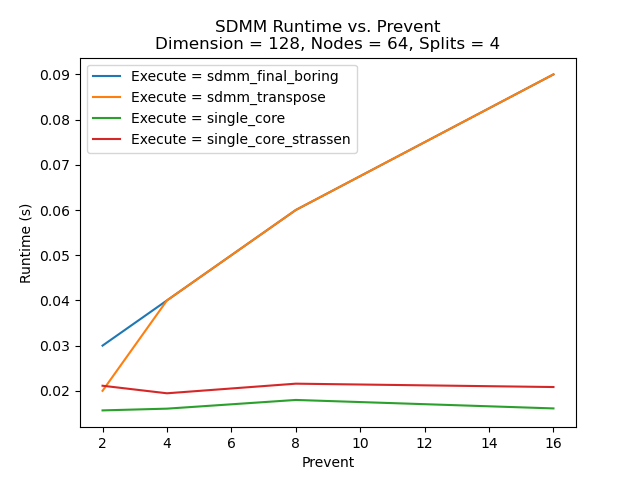 SDMM Runtime vs. Prevent
Dimension = 128, Nodes = 64, Splits = 4
Execute = sdmm_final_boring
Execute = sdmm_transpose
Execute = single_core
Execute = single_core_strassen
Runtime (s)
0.09
0.08
0.07
0.06
0.05
0.04
0.03
0.02
2 4 6 8 10 12 14 16
Prevent